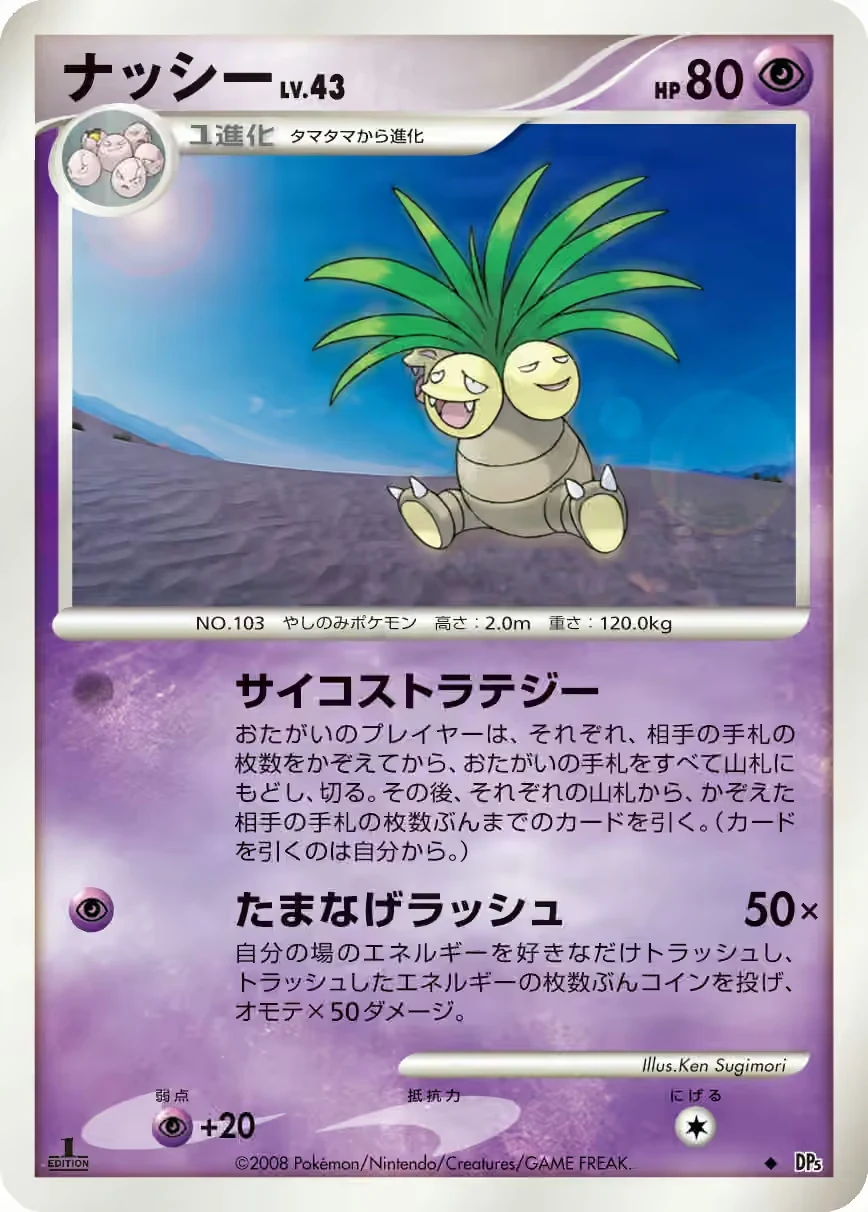 ナッシー LV.43 HP 80
1進化 タマタマから進化
NO.103 やしのみポケモン 高さ:2.0m 重さ:120.0kg
サイコストラテジー
おたがいのプレイヤーは、それぞれ、相手の手札の
枚数をかぞえてから、おたがいの手札をすべて山札に
もどし、切る。その後、それぞれの山札から、かぞえた
相手の手札の枚数ぶんまでのカードを引く。(カード
を引くのは自分から。)
たまなげラッシュ 50×
自分の場のエネルギーを好きなだけトラッシュし、
トラッシュしたエネルギーの枚数ぶんコインを投げ、
オモテ×50ダメージ。
Illus.Ken Sugimori
弱点 抵抗力 にげる
+20
1 EDITION
©2008 Pokémon/Nintendo/Creatures/GAME FREAK.
DP5